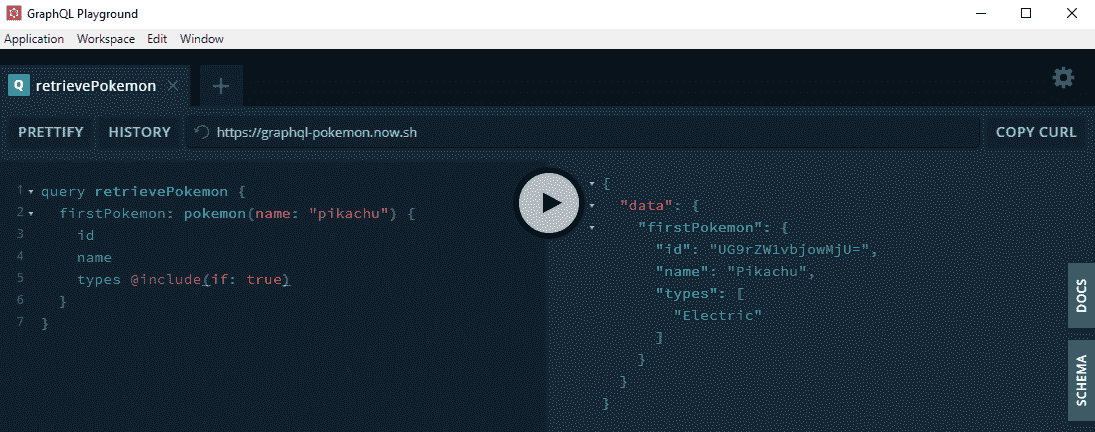 GraphQL Playground
Application Workspace Edit Window
Q retrievePokemon
PRETTIFY HISTORY https://graphql-pokemon.now.sh COPY CURL
1 query retrievePokemon {
2 firstPokemon: pokemon(name: "pikachu") {
3 id
4 name
5 types @include(if: true)
6 }
7 }
{
"data": {
"firstPokemon": {
"id": "UG9rZW1vbjowMjU=",
"name": "Pikachu",
"types": [
"Electric"
]
}
}
}
DOCS
SCHEMA